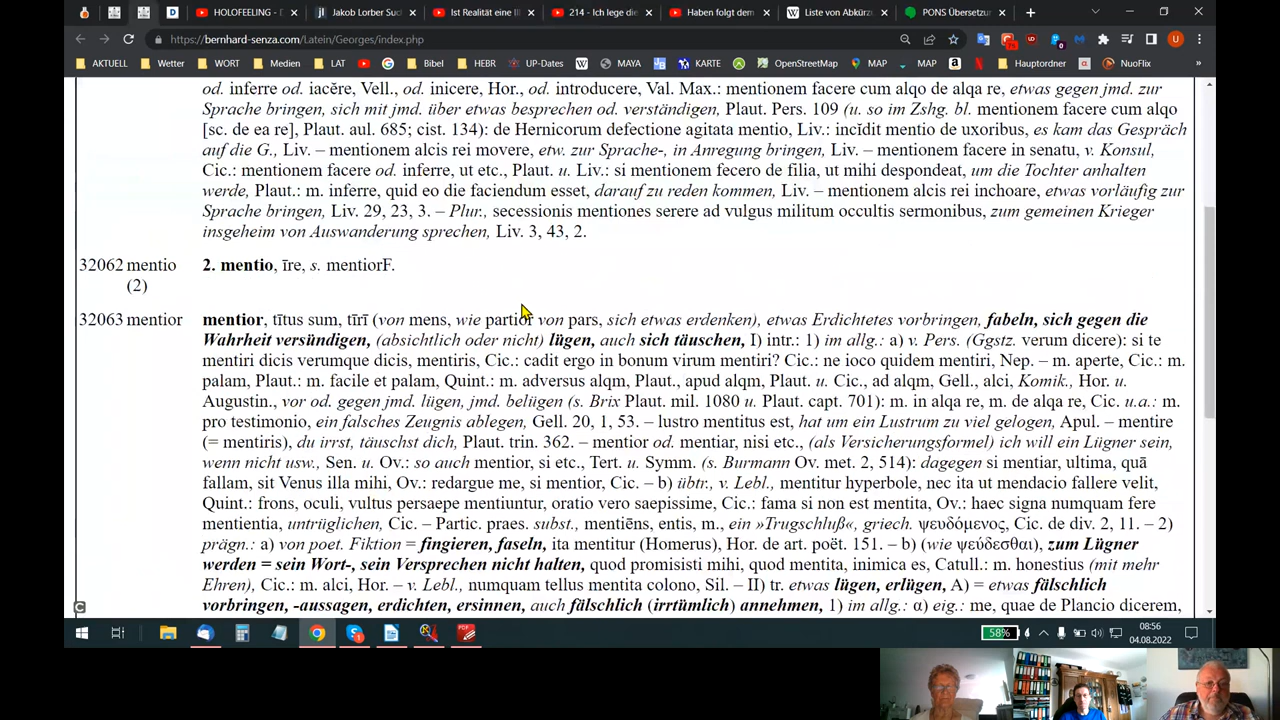 HOLOFEELING - D
Jakob Lorber Suc
Ist Realität eine Ill
214 - Ich lege die
Haben folgt dem
Liste von Abkürz
PONS Übersetzun
https://bernhard-senza.com/Latein/Georges/index.php
AKTUELL Wetter WORT Medien LAT Bibel HEBR UP-Dates MAYA KARTE OpenStreetMap MAP MAP Hauptordner NuoFlix
od. inferre od. iacĕre, Vell., od. inicere, Hor., od. introducere, Val. Max.: mentionem facere cum alqo de alqa re, etwas gegen jmd. zur
Sprache bringen, sich mit jmd. über etwas besprechen od. verständigen, Plaut. Pers. 109 (u. so im Zshg. bl. mentionem facere cum alqo
[sc. de ea re], Plaut. aul. 685; cist. 134): de Hernicorum defectione agitata mentio, Liv.: incĭdit mentio de uxoribus, es kam das Gespräch
auf die G., Liv. – mentionem alcis rei movere, etw. zur Sprache-, in Anregung bringen, Liv. – mentionem facere in senatu, v. Konsul,
Cic.: mentionem facere od. inferre, ut etc., Plaut. u. Liv.: si mentionem fecero de filia, ut mihi despondeat, um die Tochter anhalten
werde, Plaut.: m. inferre, quid eo die faciendum esset, darauf zu reden kommen, Liv. – mentionem alcis rei inchoare, etwas vorläufig zur
Sprache bringen, Liv. 29, 23, 3. – Plur., secessionis mentiones serere ad vulgus militum occultis sermonibus, zum gemeinen Krieger
insgeheim von Auswanderung sprechen, Liv. 3, 43, 2.
32062 mentio (2) 2. mentio, īre, s. mentiorF.
32063 mentior mentior, tītus sum, tīrī (von mens, wie partior von pars, sich etwas erdenken), etwas Erdichtetes vorbringen, fabeln, sich gegen die
Wahrheit versündigen, (absichtlich oder nicht) lügen, auch sich täuschen, I) intr.: 1) im allg.: a) v. Pers. (Ggstz. verum dicere): si te
mentiri dicis verumque dicis, mentiris, Cic.: cadit ergo in bonum virum mentiri? Cic.: ne ioco quidem mentiri, Nep. – m. aperte, Cic.: m.
palam, Plaut.: m. facile et palam, Quint.: m. adversus alqm, Plaut., apud alqm, Plaut. u. Cic., ad alqm, Gell., alci, Komik., Hor. u.
Augustin., vor od. gegen jmd. lügen, jmd. belügen (s. Brix Plaut. mil. 1080 u. Plaut. capt. 701): m. in alqa re, m. de alqa re, Cic. u.a.: m.
pro testimonio, ein falsches Zeugnis ablegen, Gell. 20, 1, 53. – lustro mentitus est, hat um ein Lustrum zu viel gelogen, Apul. – mentire
(= mentiris), du irrst, täuschst dich, Plaut. trin. 362. – mentior od. mentiar, nisi etc., (als Versicherungsformel) ich will ein Lügner sein,
wenn nicht usw., Sen. u. Ov.: so auch mentior, si etc., Tert. u. Symm. (s. Burmann Ov. met. 2, 514): dagegen si mentiar, ultima, quā
fallam, sit Venus illa mihi, Ov.: redargue me, si mentior, Cic. – b) übtr., v. Lebl., mentitur hyperbole, nec ita ut mendacio fallere velit,
Quint.: frons, oculi, vultus persaepe mentiuntur, oratio vero saepissime, Cic.: fama si non est mentita, Ov.: haec signa numquam fere
mentientia, untrüglichen, Cic. – Partic. praes. subst., mentiēns, entis, m., ein »Trugschluß«, griech. ψευδόμενος, Cic. de div. 2, 11. – 2)
prägn.: a) von poet. Fiktion = fingieren, faseln, ita mentitur (Homerus), Hor. de art. poët. 151. – b) (wie ψεύδεσθαι), zum Lügner
werden = sein Wort-, sein Versprechen nicht halten, quod promisisti mihi, quod mentita, inimica es, Catull.: m. honestius (mit mehr
Ehren), Cic.: m. alci, Hor. – v. Lebl., numquam tellus mentita colono, Sil. – II) tr. etwas lügen, erlügen, A) = etwas fälschlich
vorbringen, -aussagen, erdichten, ersinnen, auch fälschlich (irrtümlich) annehmen, 1) im allg.: α) eig.: me, quae de Plancio dicerem,
58%
08:56
04.08.2022